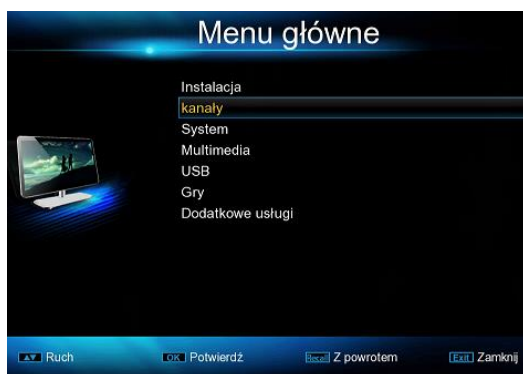 Menu główne
Instalacja
kanały
System
Multimedia
USB
Gry
Dodatkowe usługi
▲▼ Ruch OK Potwierdź Recall Z powrotem Exit Zamknij